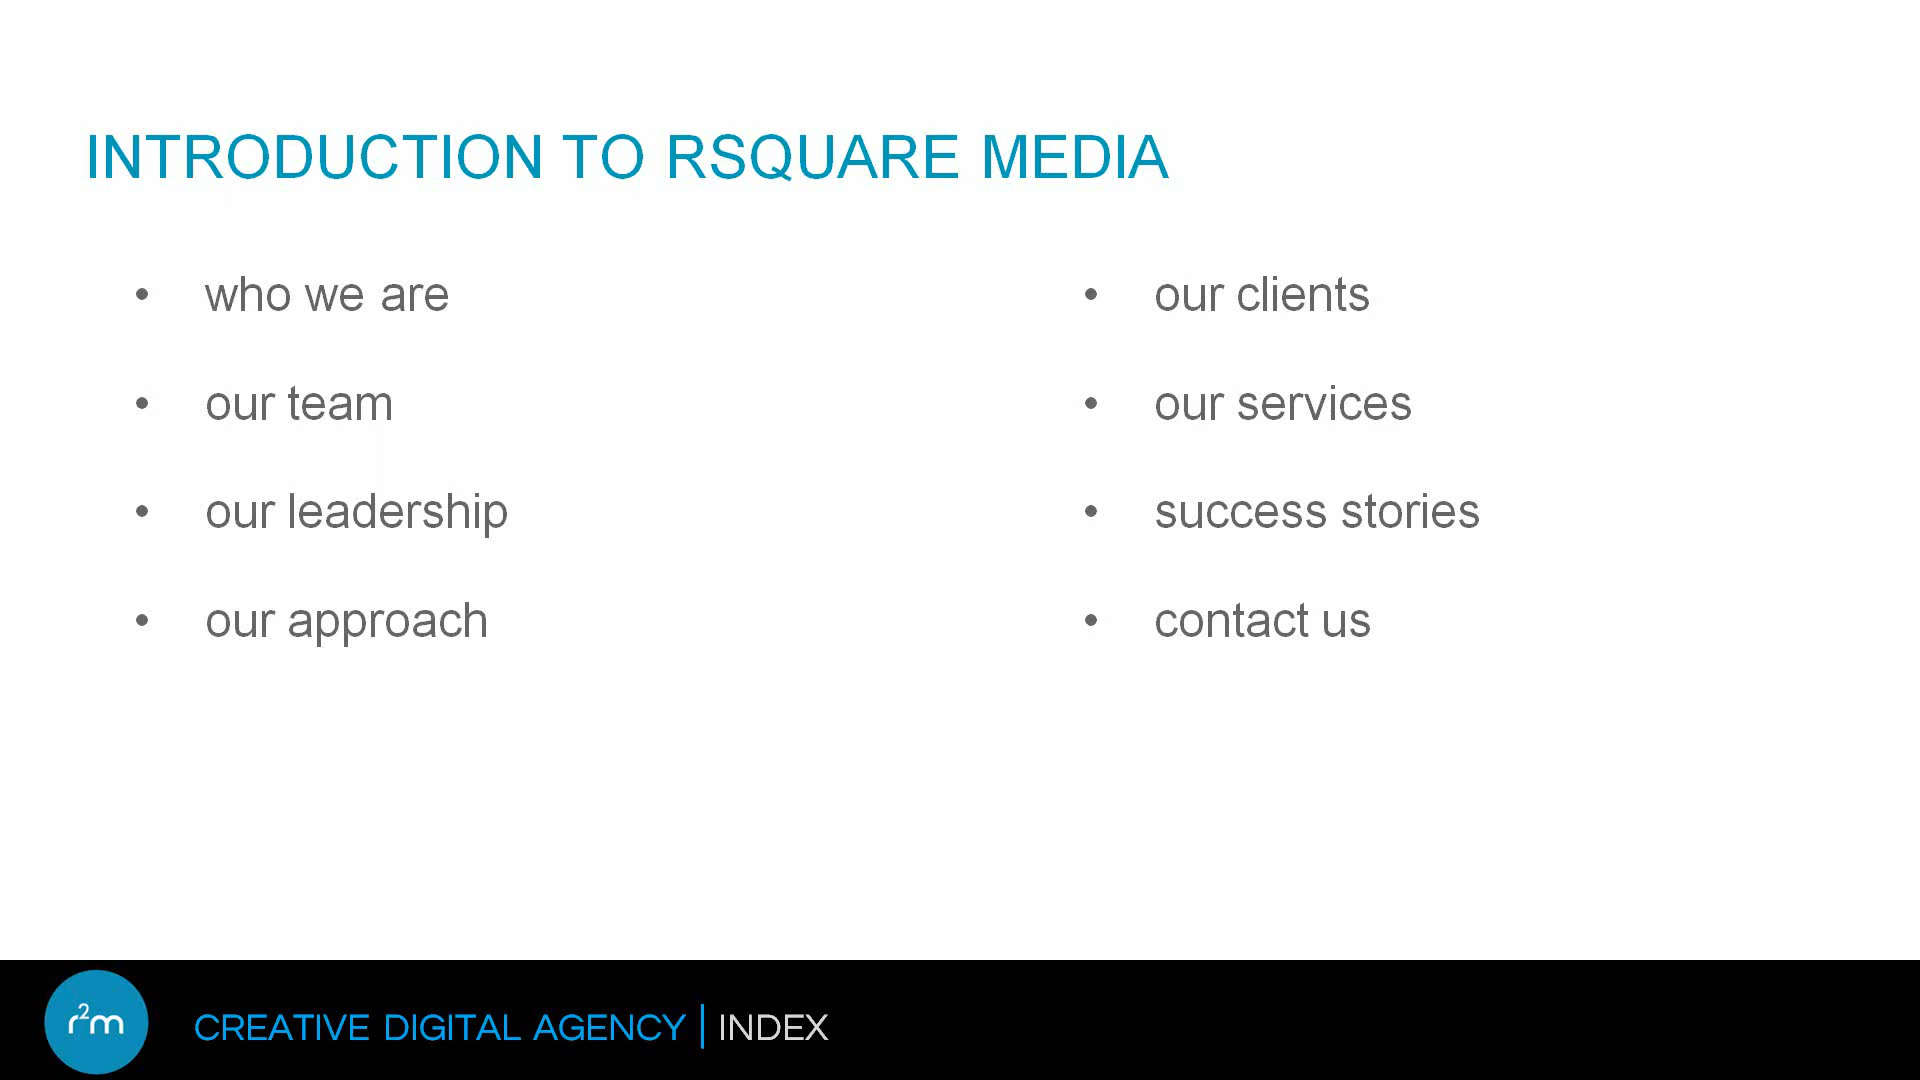 INTRODUCTION TO RSQUARE MEDIA
• who we are
• our team
• our leadership
• our approach
• our clients
• our services
• success stories
• contact us
r²m
CREATIVE DIGITAL AGENCY | INDEX